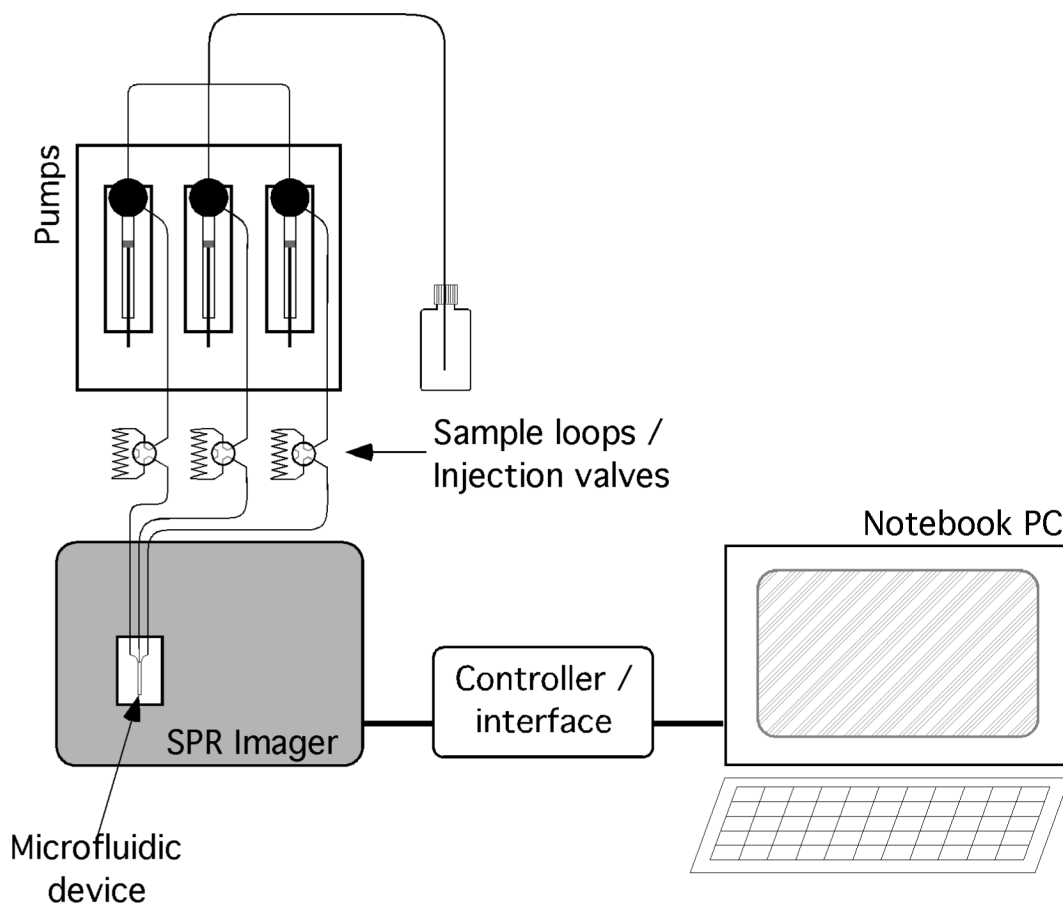 Pumps
Sample loops /
Injection valves
Notebook PC
Controller /
interface
SPR Imager
Microfluidic
device